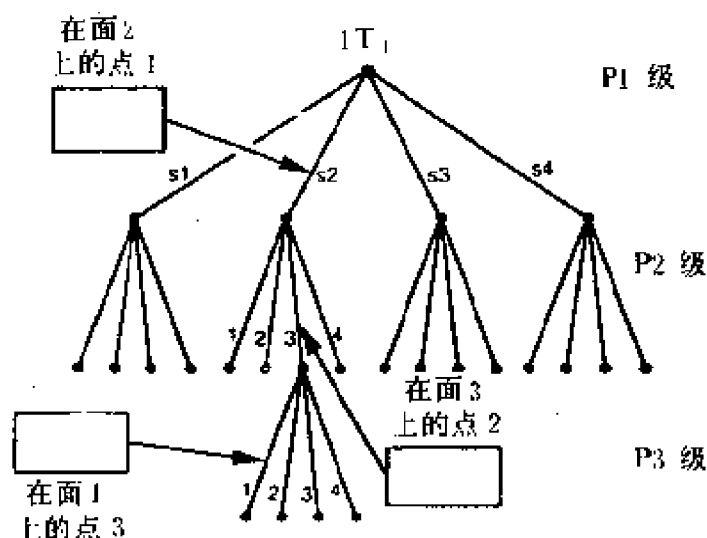 在面2
上的点1
1T1
P1 级
s1
s2
s3
s4
P2 级
1 2 3 4
在面3
上的点2
P3 级
1 2 3 4
在面1
上的点3